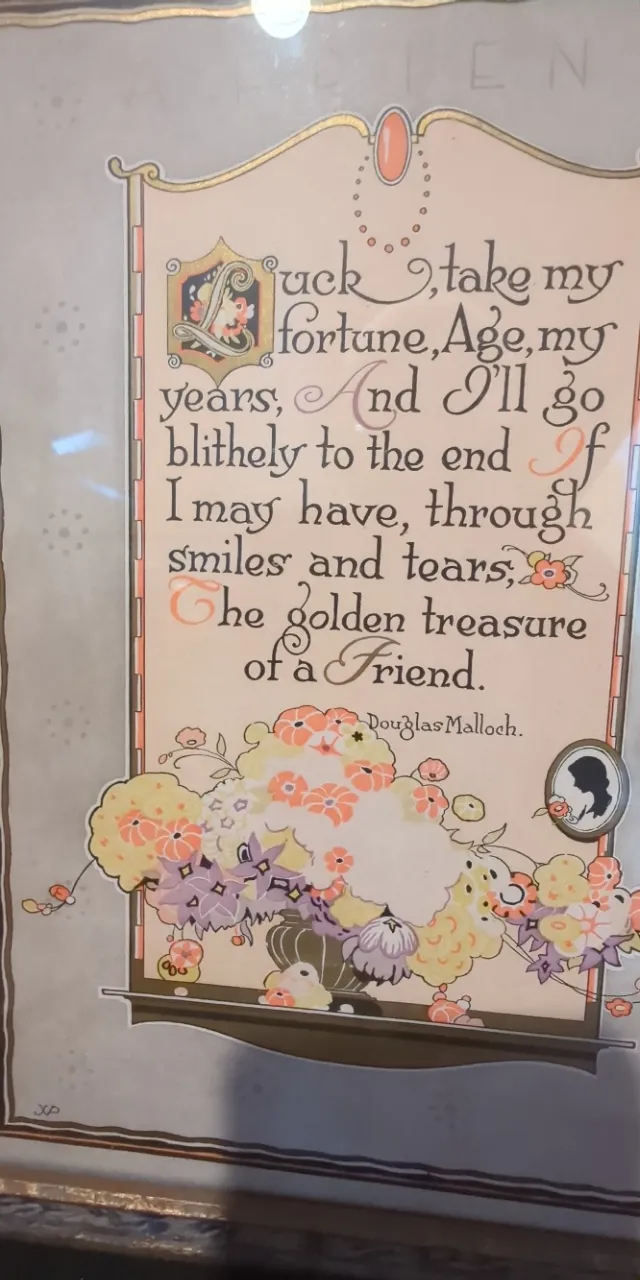 RIEN
Luck, take my
fortune, Age, my
years, And I'll go
blithely to the end If
I may have, through
smiles and tears,
The golden treasure
of a Friend.
Douglas Malloch.